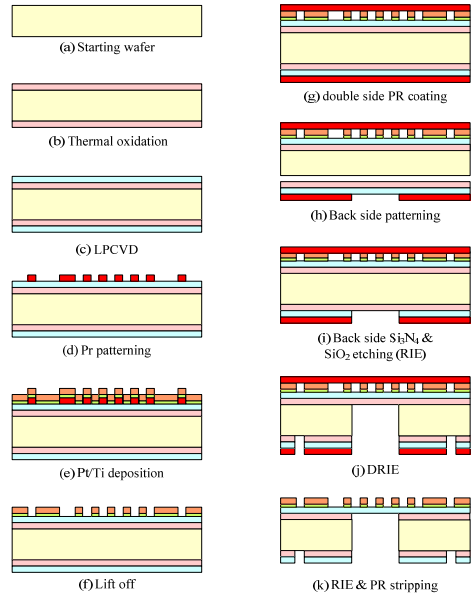 (a) Starting wafer
(b) Thermal oxidation
(c) LPCVD
(d) Pr patterning
(e) Pt/Ti deposition
(f) Lift off
(g) double side PR coating
(h) Back side patterning
(i) Back side Si₃N₄ &
SiO₂ etching (RIE)
(j) DRIE
(k) RIE & PR stripping